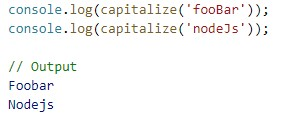 console.log(capitalize('fooBar'));
console.log(capitalize('nodeJs'));
// Output
Foobar
Nodejs